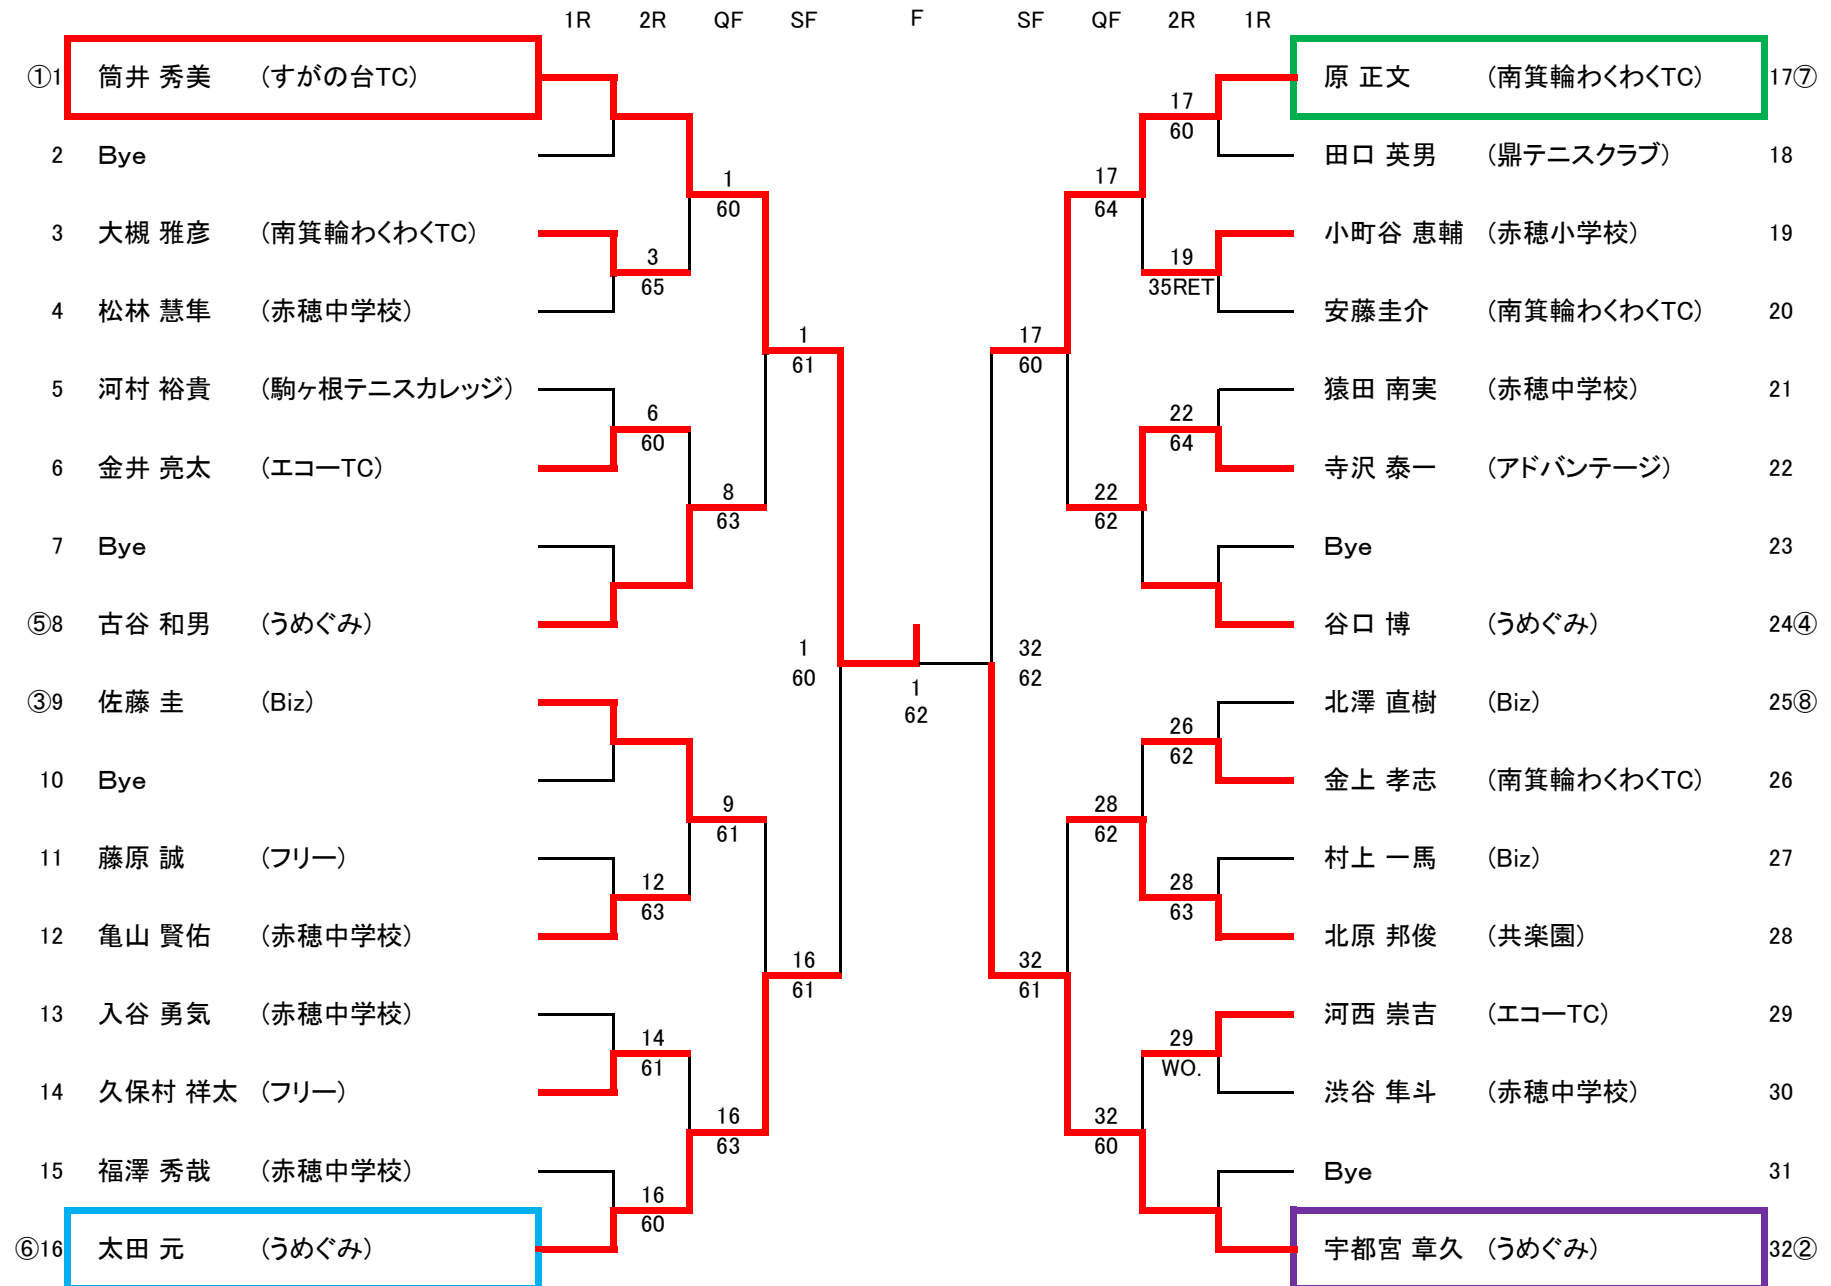 1R 2R QF SF F SF QF 2R 1R
①1 筒井 秀美 (すがの台TC) 原 正文 (南箕輪わくわくTC) 17⑦
17
60
2 Bye 田口 英男 (鼎テニスクラブ) 18
1 17
60 64
3 大槻 雅彦 (南箕輪わくわくTC) 小町谷 恵輔 (赤穂小学校) 19
3 19
65 35RET
4 松林 慧隼 (赤穂中学校) 安藤圭介 (南箕輪わくわくTC) 20
1 17
61 60
5 河村 裕貴 (駒ヶ根テニスカレッジ) 猿田 南実 (赤穂中学校) 21
6 22
60 64
6 金井 亮太 (エコーTC) 寺沢 泰一 (アドバンテージ) 22
8 22
63 62
7 Bye Bye 23
⑤8 古谷 和男 (うめぐみ) 谷口 博 (うめぐみ) 24④
1 32
60 62
1
62
③9 佐藤 圭 (Biz) 北澤 直樹 (Biz) 25⑧
26
62
10 Bye 金上 孝志 (南箕輪わくわくTC) 26
9 28
61 62
11 藤原 誠 (フリー) 村上 一馬 (Biz) 27
12 28
63 63
12 亀山 賢佑 (赤穂中学校) 北原 邦俊 (共楽園) 28
16 32
61 61
13 入谷 勇気 (赤穂中学校) 河西 崇吉 (エコーTC) 29
14 29
61 WO.
14 久保村 祥太 (フリー) 渋谷 隼斗 (赤穂中学校) 30
16 32
63 60
15 福澤 秀哉 (赤穂中学校) Bye 31
16
60
⑥16 太田 元 (うめぐみ) 宇都宮 章久 (うめぐみ) 32②